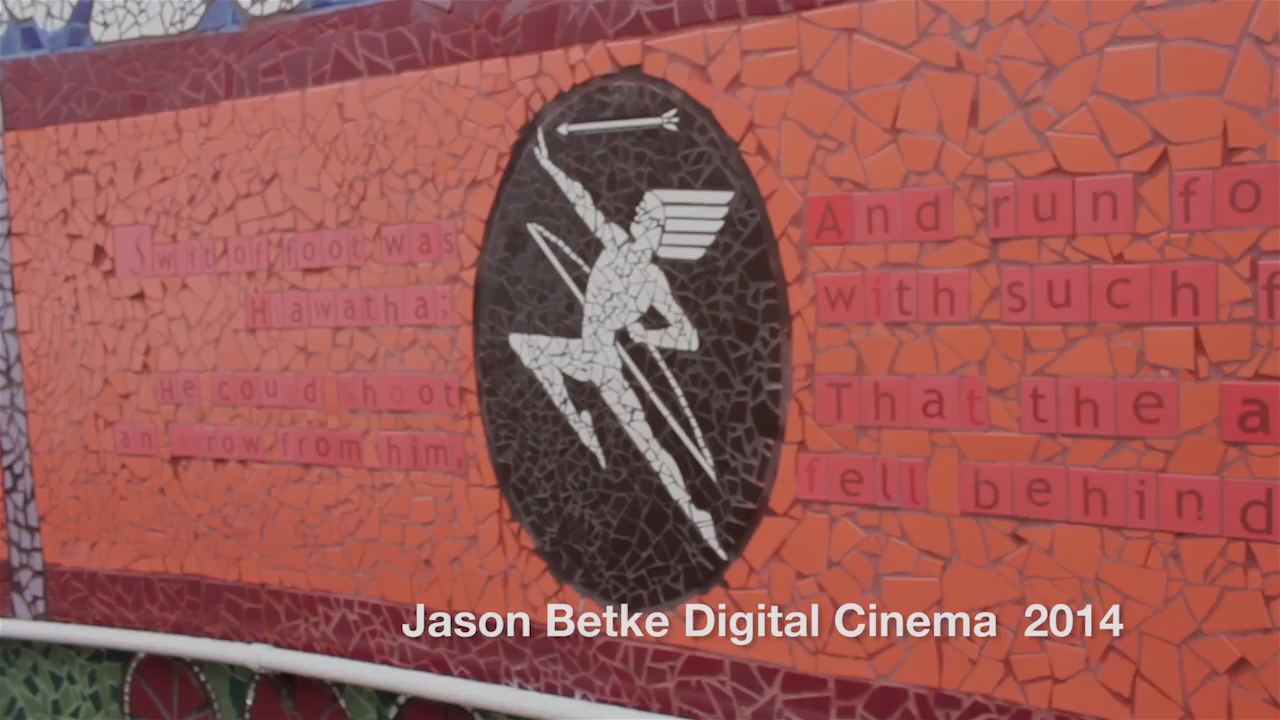 Swift of foot was
Hiawatha;
He could shoot
an arrow from him,
And run fo
with such f
That the a
fell behind
Jason Betke Digital Cinema 2014